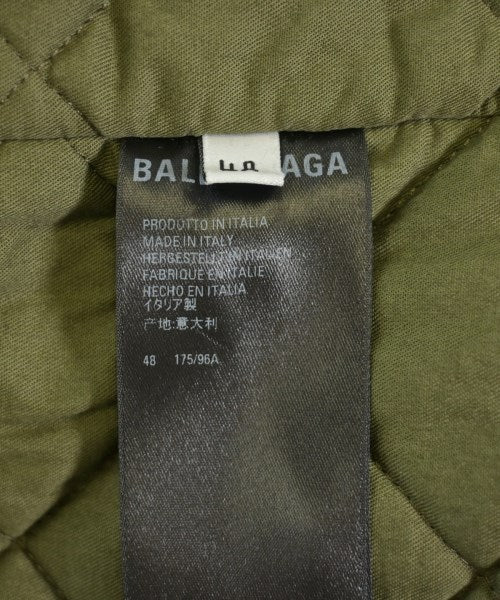 BAL AGA
48
PRODOTTO IN ITALIA
MADE IN ITALY
HERGESTELLT IN ITALIEN
FABRIQUE EN ITALIE
HECHO EN ITALIA
イタリア製
产地:意大利
48 175/96A